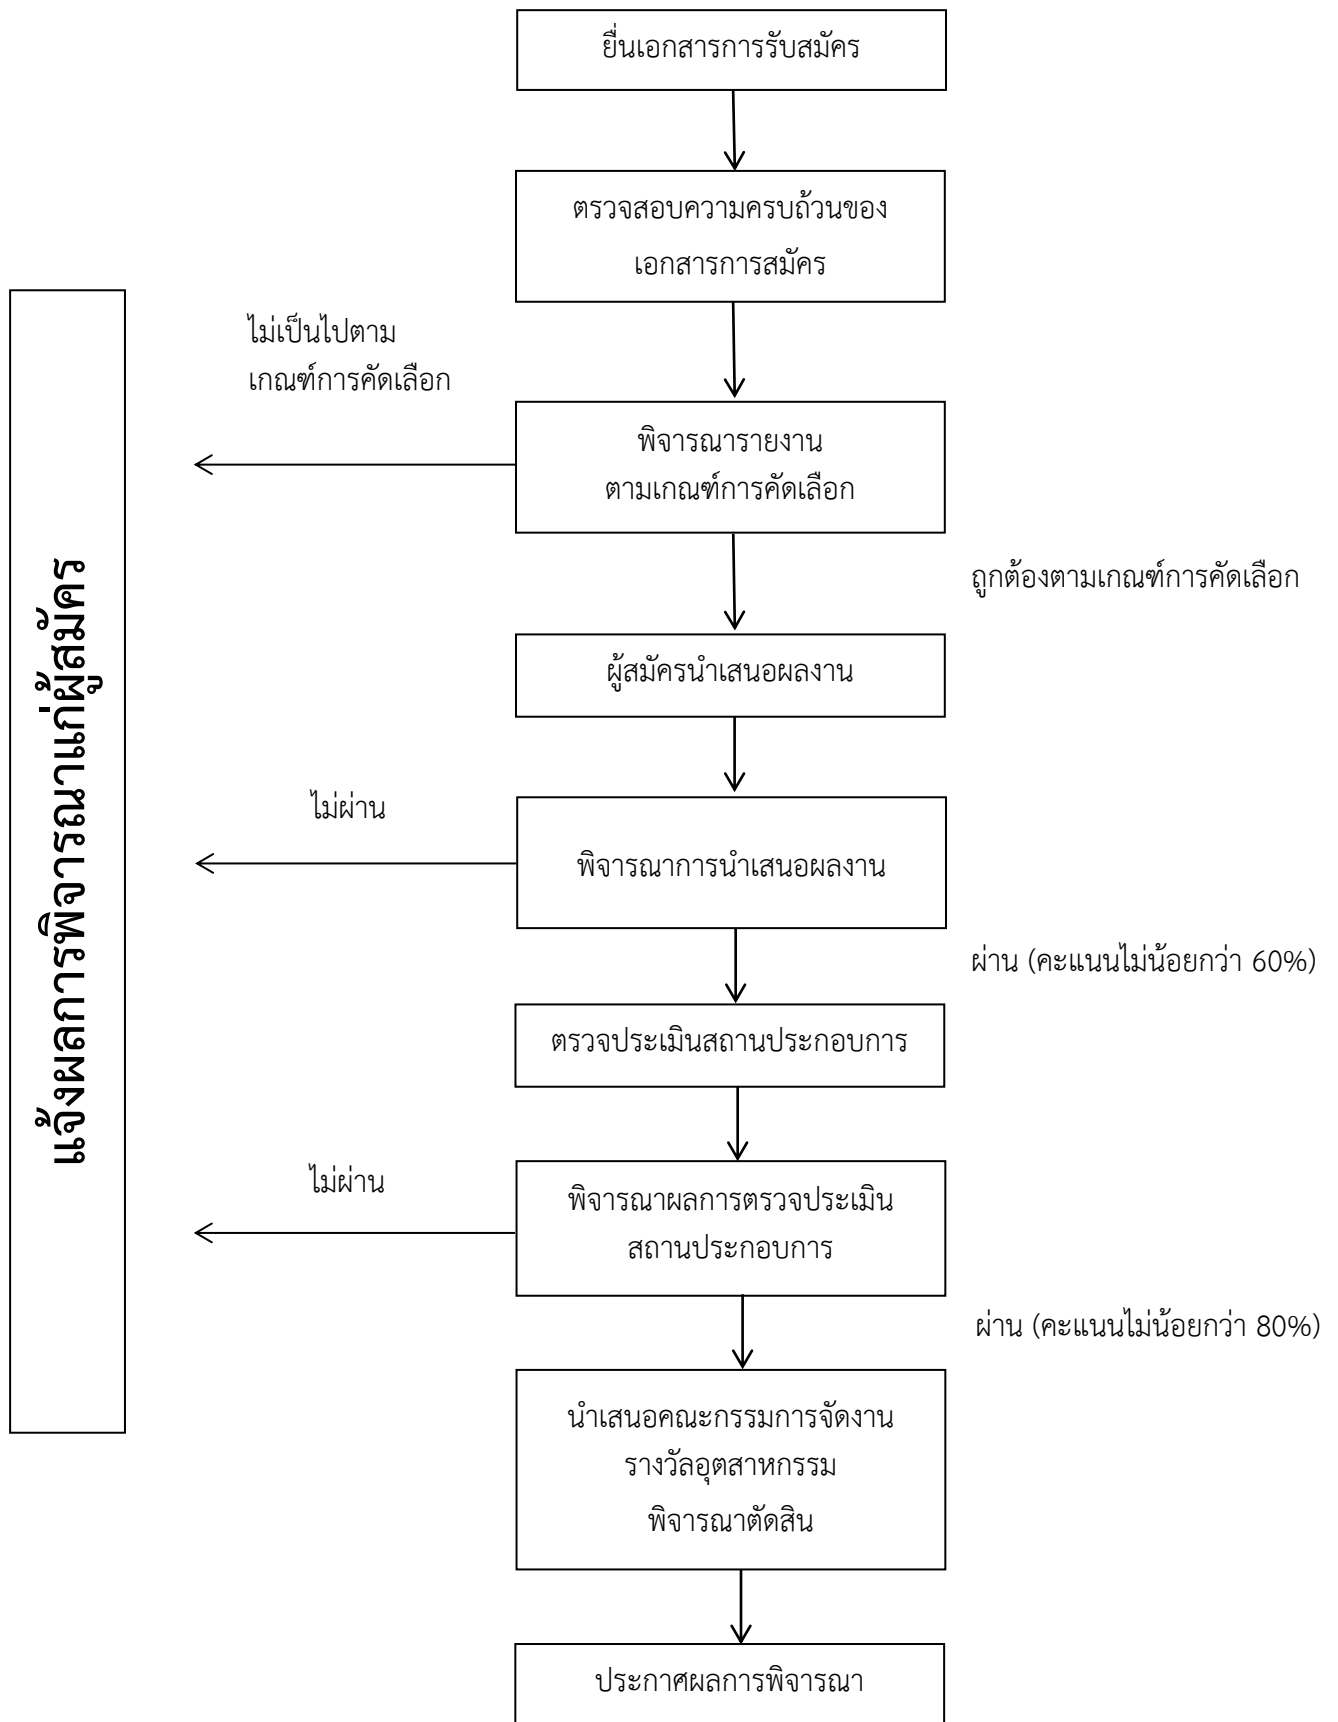 ยื่นเอกสารการรับสมัคร
ตรวจสอบความครบถ้วนของ
เอกสารการสมัคร
ไม่เป็นไปตาม
เกณฑ์การคัดเลือก
พิจารณารายงาน
ตามเกณฑ์การคัดเลือก
ถูกต้องตามเกณฑ์การคัดเลือก
ผู้สมัครนำเสนอผลงาน
ไม่ผ่าน
พิจารณาการนำเสนอผลงาน
ผ่าน (คะแนนไม่น้อยกว่า 60%)
ตรวจประเมินสถานประกอบการ
ไม่ผ่าน
พิจารณาผลการตรวจประเมิน
สถานประกอบการ
ผ่าน (คะแนนไม่น้อยกว่า 80%)
นำเสนอคณะกรรมการจัดงาน
รางวัลอุตสาหกรรม
พิจารณาตัดสิน
ประกาศผลการพิจารณา
แจ้งผลการพิจารณาแก่ผู้สมัคร